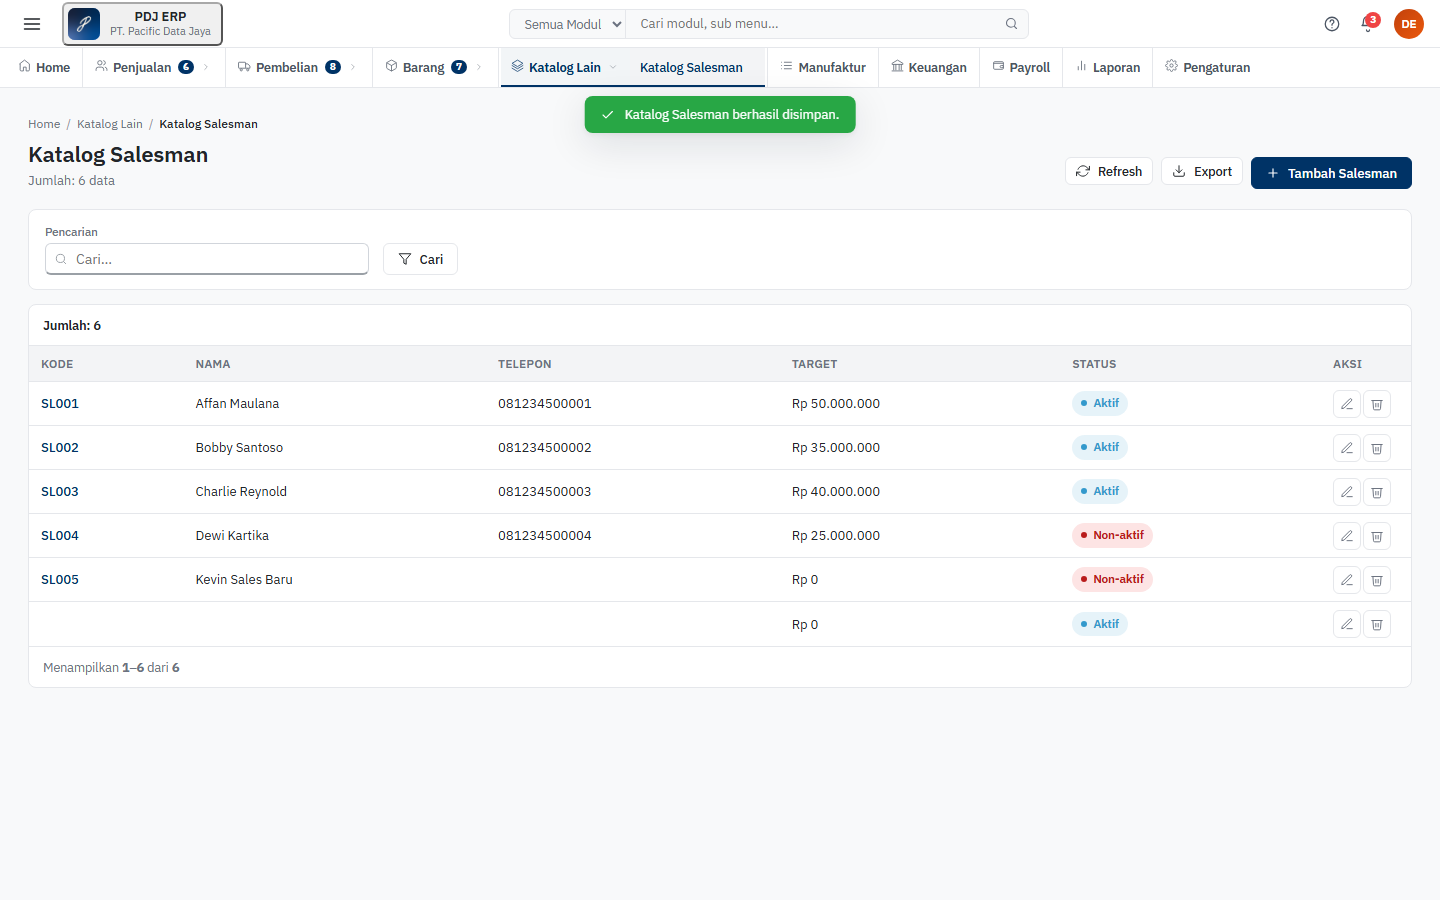 PDJ ERP
PT. Pacific Data Jaya
Semua Modul
Cari modul, sub menu...
3
DE
Home
Penjualan 6
Pembelian 8
Barang 7
Katalog Lain
Katalog Salesman
Manufaktur
Keuangan
Payroll
Laporan
Pengaturan
Katalog Salesman berhasil disimpan.
Home / Katalog Lain / Katalog Salesman
Katalog Salesman
Jumlah: 6 data
Refresh
Export
Tambah Salesman
Pencarian
Cari...
Cari
Jumlah: 6
KODE NAMA TELEPON TARGET STATUS AKSI
SL001 Affan Maulana 081234500001 Rp 50.000.000 Aktif
SL002 Bobby Santoso 081234500002 Rp 35.000.000 Aktif
SL003 Charlie Reynold 081234500003 Rp 40.000.000 Aktif
SL004 Dewi Kartika 081234500004 Rp 25.000.000 Non-aktif
SL005 Kevin Sales Baru Rp 0 Non-aktif
Rp 0 Aktif
Menampilkan 1–6 dari 6